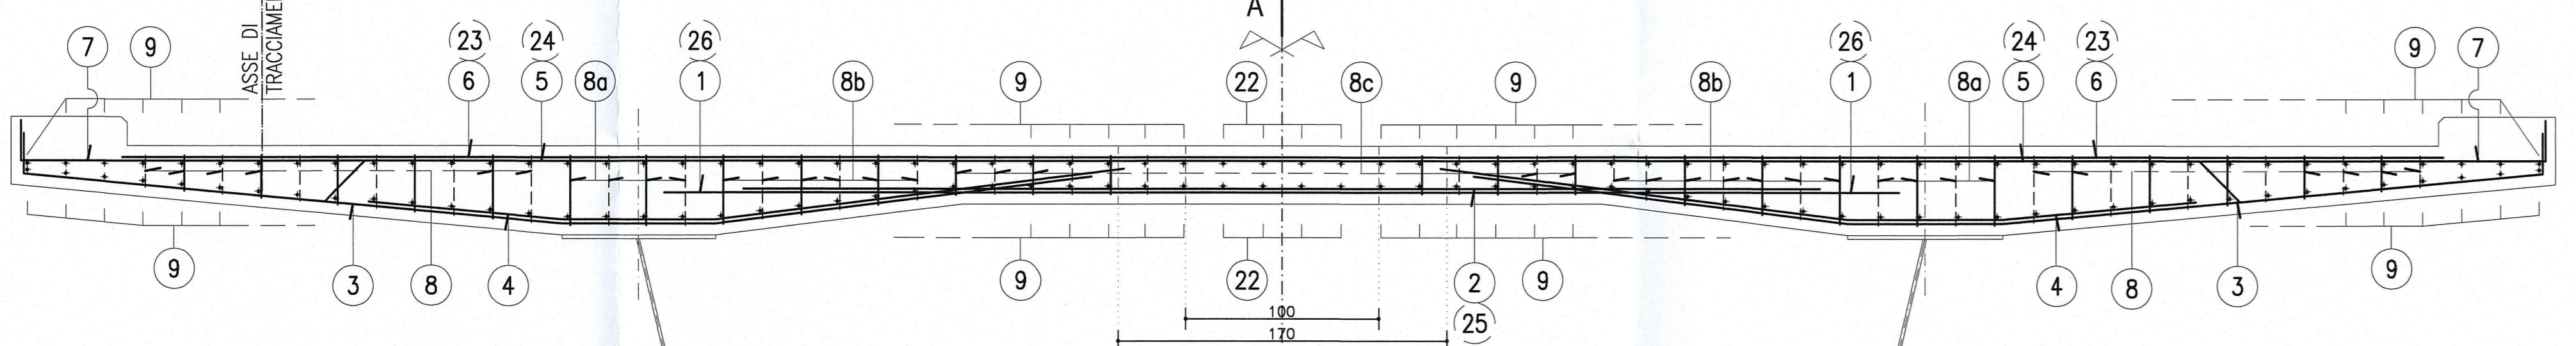 A
ASSE DI
TRACCIAME
7 9 (23) (24) (26) 9 22 8c 9 (26) (24) (23) 9 7
6 5 8a 1 8b 8b 1 8a 5 6
9 3 8 4 9 22 9 2 4 8 3 9
(25)
100
170